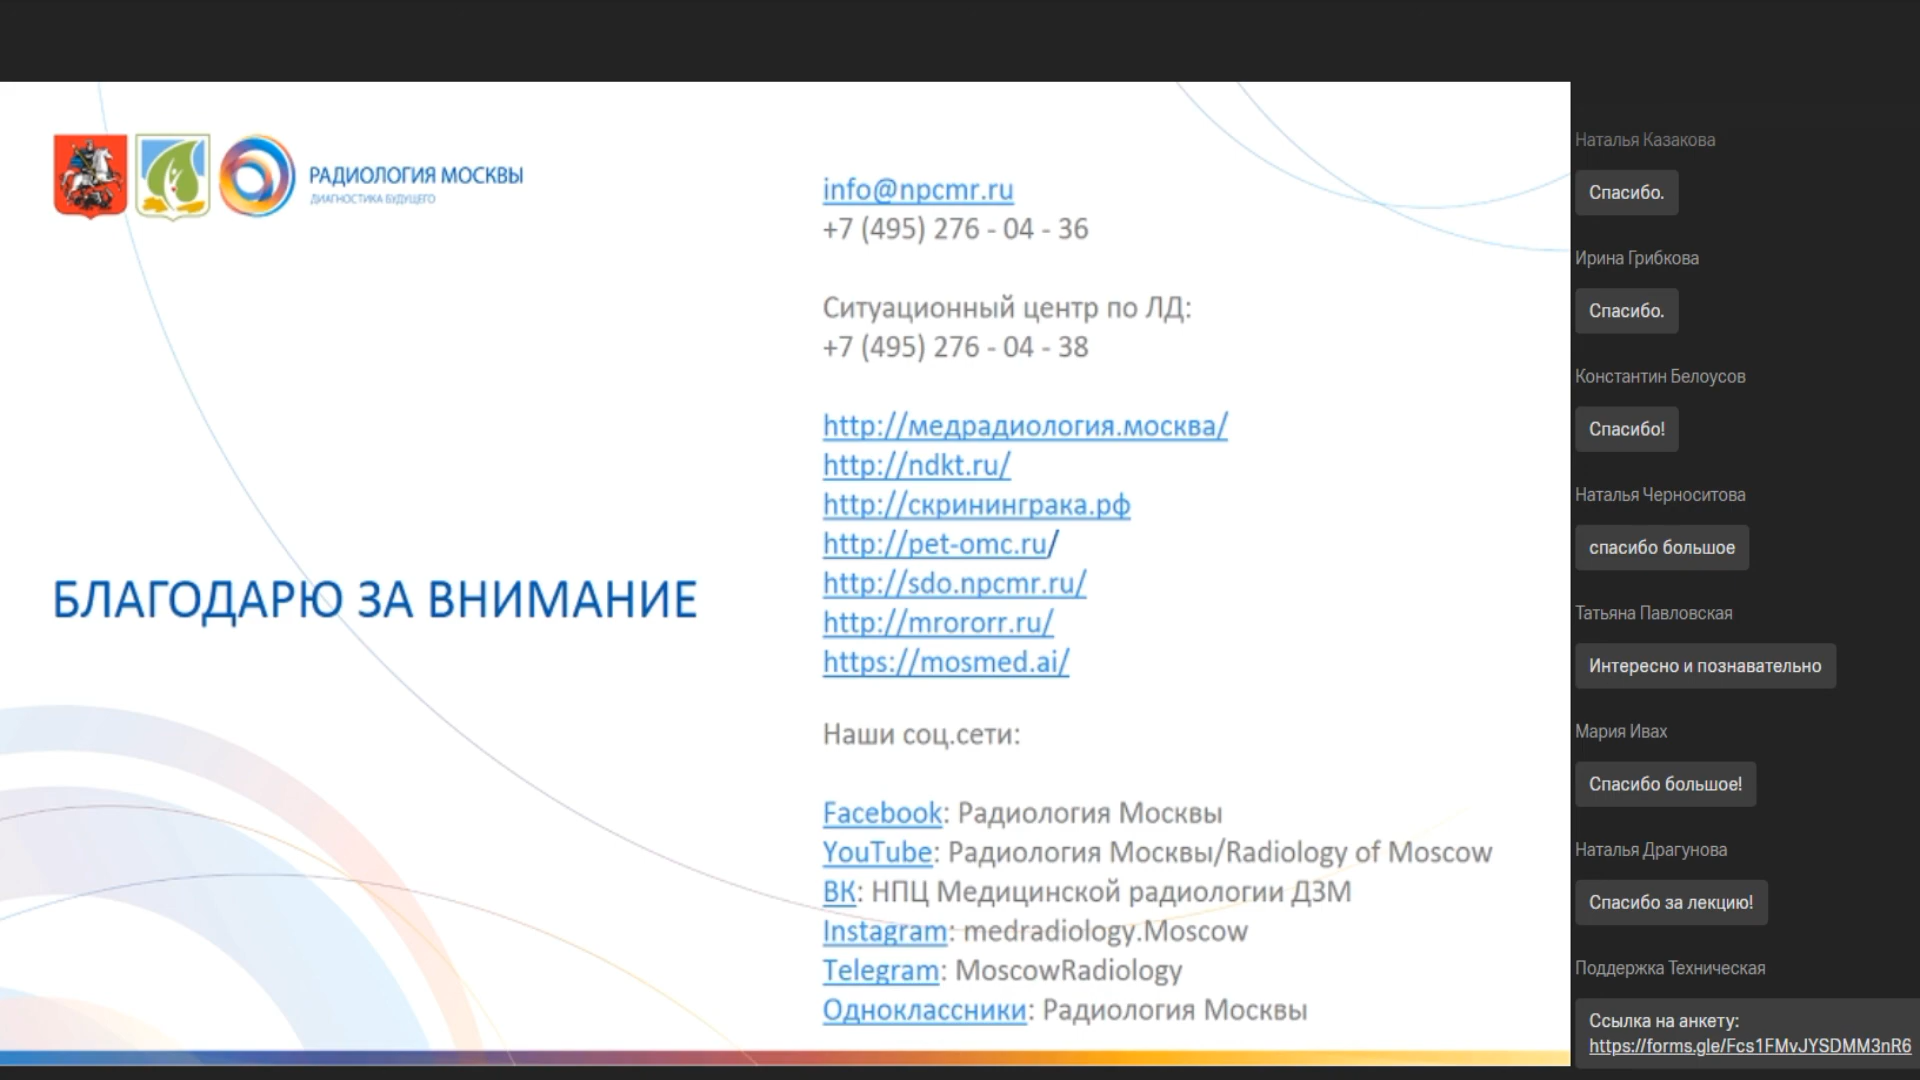 РАДИОЛОГИЯ МОСКВЫ
ДИАГНОСТИКА БУДУЩЕГО
БЛАГОДАРЮ ЗА ВНИМАНИЕ
info@npcmr.ru
+7 (495) 276 - 04 - 36
Ситуационный центр по ЛД:
+7 (495) 276 - 04 - 38
http://медрадиология.москва/
http://ndkt.ru/
http://скринингрaка.рф
http://pet-omc.ru/
http://sdo.npcmr.ru/
http://mrororr.ru/
https://mosmed.ai/
Наши соц.сети:
Facebook: Радиология Москвы
YouTube: Радиология Москвы/Radiology of Moscow
ВК: НПЦ Медицинской радиологии ДЗМ
Instagram: medradiology.Moscow
Telegram: MoscowRadiology
Одноклассники: Радиология Москвы
Наталья Казакова
Спасибо.
Ирина Грибкова
Спасибо.
Константин Белоусов
Спасибо!
Наталья Черноситова
спасибо большое
Татьяна Павловская
Интересно и познавательно
Мария Ивах
Спасибо большое!
Наталья Драгунова
Спасибо за лекцию!
Поддержка Техническая
Ссылка на анкету:
https://forms.gle/Fcs1FMvJYSDMM3nR6